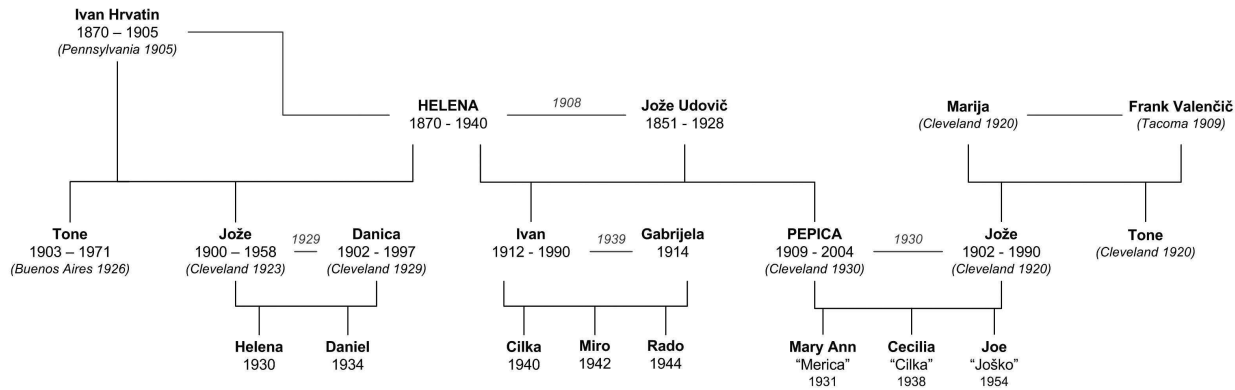 Ivan Hrvatin
1870 – 1905
(Pennsylvania 1905)
HELENA
1870 - 1940
1908
Jože Udovič
1851 - 1928
Marija
(Cleveland 1920)
Frank Valenčič
(Tacoma 1909)
Tone
1903 – 1971
(Buenos Aires 1926)
Jože
1900 – 1958
(Cleveland 1923)
1929
Danica
1902 - 1997
(Cleveland 1929)
Ivan
1912 - 1990
1939
Gabrijela
1914
PEPICA
1909 - 2004
(Cleveland 1930)
1930
Jože
1902 - 1990
(Cleveland 1920)
Tone
(Cleveland 1920)
Helena
1930
Daniel
1934
Cilka
1940
Miro
1942
Rado
1944
Mary Ann
“Merica”
1931
Cecilia
“Cilka”
1938
Joe
“Joško”
1954